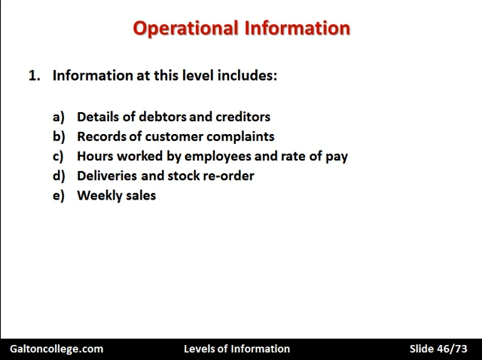 Operational Information
1. Information at this level includes:
a) Details of debtors and creditors
b) Records of customer complaints
c) Hours worked by employees and rate of pay
d) Deliveries and stock re-order
e) Weekly sales
Galtoncollege.com Levels of Information Slide 46/73